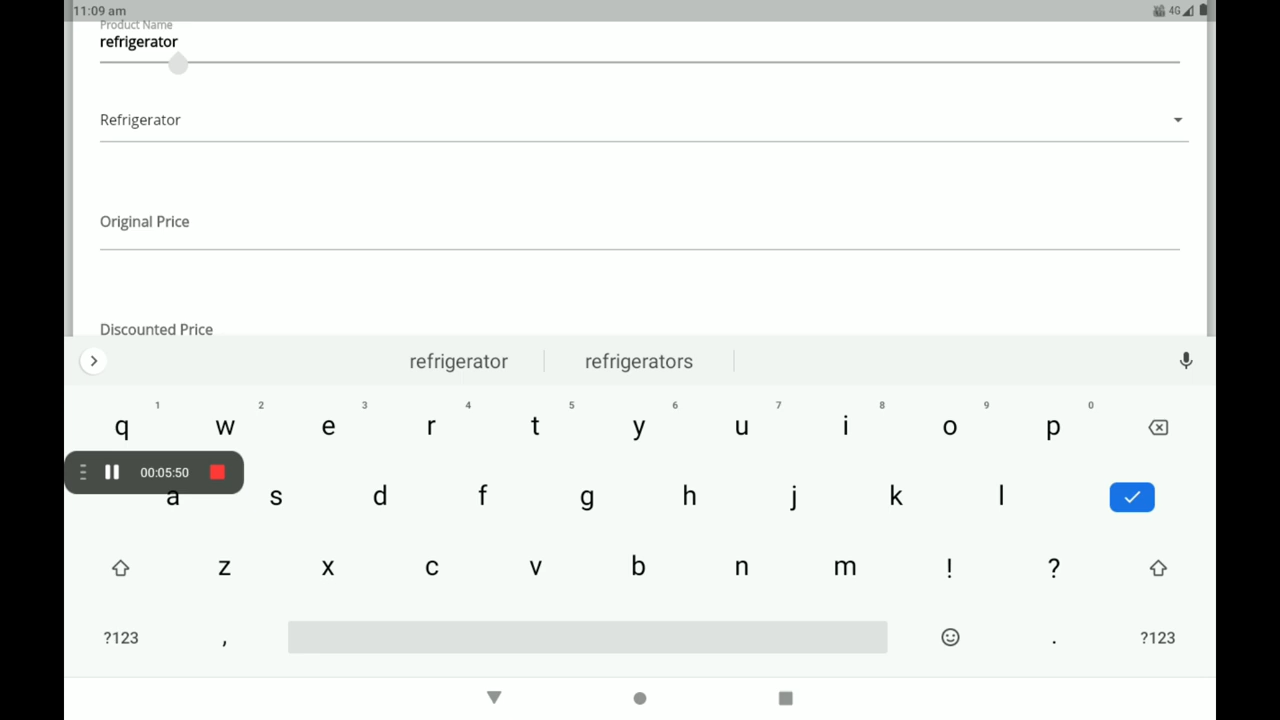 11:09 am 4G
Product Name
refrigerator
Refrigerator
Original Price
Discounted Price
refrigerator refrigerators
1 2 3 4 5 6 7 8 9 0
q w e r t y u i o p
00:05:50
a s d f g h j k l
z x c v b n m ! ?
?123 , . ?123